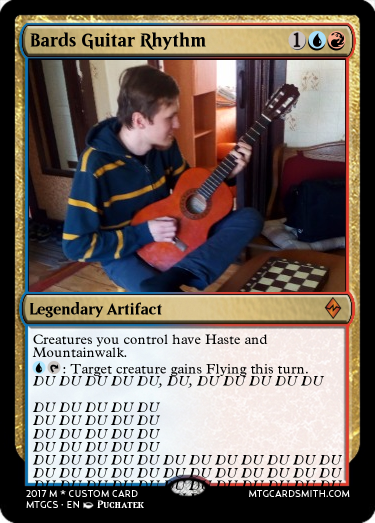 Bards Guitar Rhythm 1
Legendary Artifact
Creatures you control have Haste and
Mountainwalk.
: Target creature gains Flying this turn.
DU DU DU DU DU, DU, DU DU DU DU DU
DU DU DU DU DU
DU DU DU DU DU
DU DU DU DU DU
DU DU DU DU DU
DU DU DU DU DU DU DU DU DU DU DU DU
DU DU DU DU DU DU DU DU DU DU DU DU
2017 M * CUSTOM CARD
MTGCS • EN PUCHATEK
MTGCARDSMITH.COM